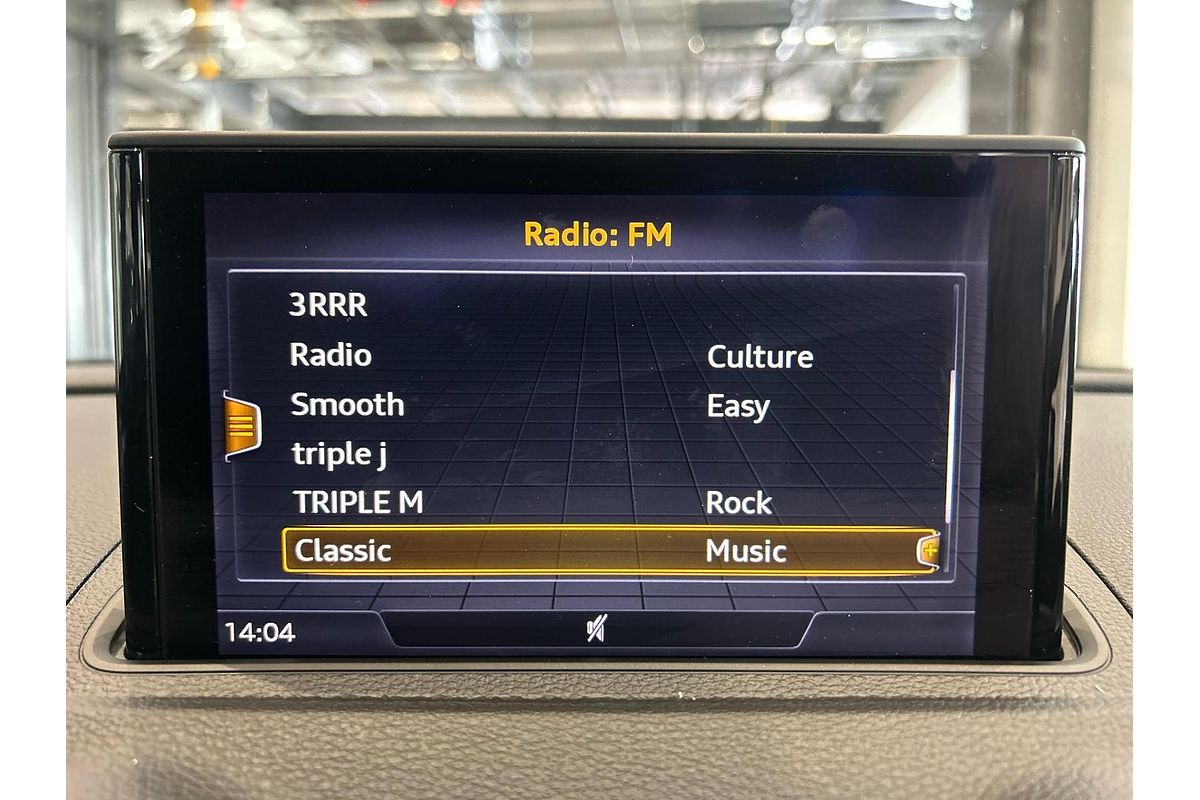 Radio: FM
3RRR
Radio Culture
Smooth Easy
triple j
TRIPLE M Rock
Classic Music
14:04